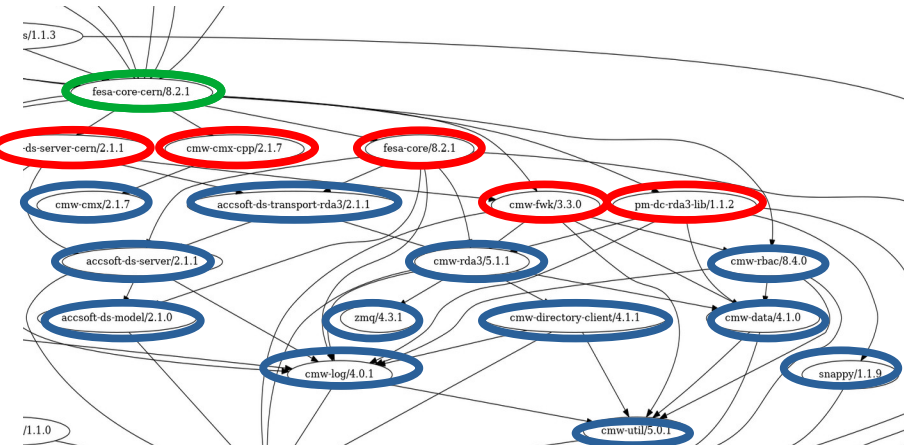 s/1.1.3
fesa-core-cern/8.2.1
-ds-server-cern/2.1.1
cmw-cmx-cpp/2.1.7
fesa-core/8.2.1
cmw-cmx/2.1.7
accsoft-ds-transport-rda3/2.1.1
cmw-fwk/3.3.0
pm-dc-rda3-lib/1.1.2
accsoft-ds-server/2.1.1
cmw-rda3/5.1.1
cmw-rbac/8.4.0
accsoft-ds-model/2.1.0
zmq/4.3.1
cmw-directory-client/4.1.1
cmw-data/4.1.0
cmw-log/4.0.1
snappy/1.1.9
/1.1.0
cmw-util/5.0.1